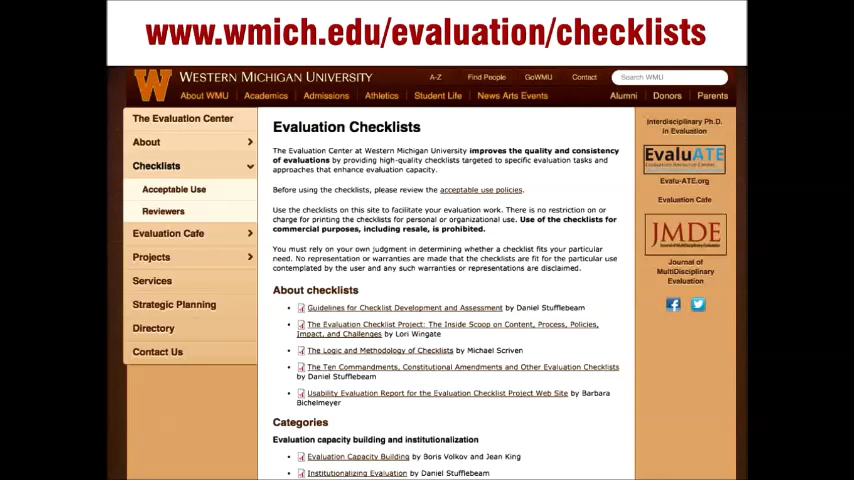 www.wmich.edu/evaluation/checklists
W WESTERN MICHIGAN UNIVERSITY
A-Z Find People GoWMU Contact Search WMU
About WMU Academics Admissions Athletics Student Life News Arts Events Alumni Donors Parents
The Evaluation Center
About
Checklists
Acceptable Use
Reviewers
Evaluation Cafe
Projects
Services
Strategic Planning
Directory
Contact Us
Evaluation Checklists
The Evaluation Center at Western Michigan University improves the quality and consistency
of evaluations by providing high-quality checklists targeted to specific evaluation tasks and
approaches that enhance evaluation capacity.
Before using the checklists, please review the acceptable use policies.
Use the checklists on this site to facilitate your evaluation work. There is no restriction on or
charge for printing the checklists for personal or organizational use. Use of the checklists for
commercial purposes, including resale, is prohibited.
You must rely on your own judgment in determining whether a checklist fits your particular
need. No representation or warranties are made that the checklists are fit for the particular use
contemplated by the user and any such warranties or representations are disclaimed.
About checklists
Guidelines for Checklist Development and Assessment by Daniel Stufflebeam
The Evaluation Checklist Project: The Inside Scoop on Content, Process, Policies,
Impact, and Challenges by Lori Wingate
The Logic and Methodology of Checklists by Michael Scriven
The Ten Commandments, Constitutional Amendments and Other Evaluation Checklists
by Daniel Stufflebeam
Usability Evaluation Report for the Evaluation Checklist Project Web Site by Barbara
Bichelmeyer
Categories
Evaluation capacity building and institutionalization
Evaluation Capacity Building by Boris Volkov and Jean King
Institutionalizing Evaluation by Daniel Stufflebeam
Interdisciplinary Ph.D.
in Evaluation
EvaluATE
Evalu-ATE.org
Evaluation Cafe
JMDE
Journal of
MultiDisciplinary
Evaluation